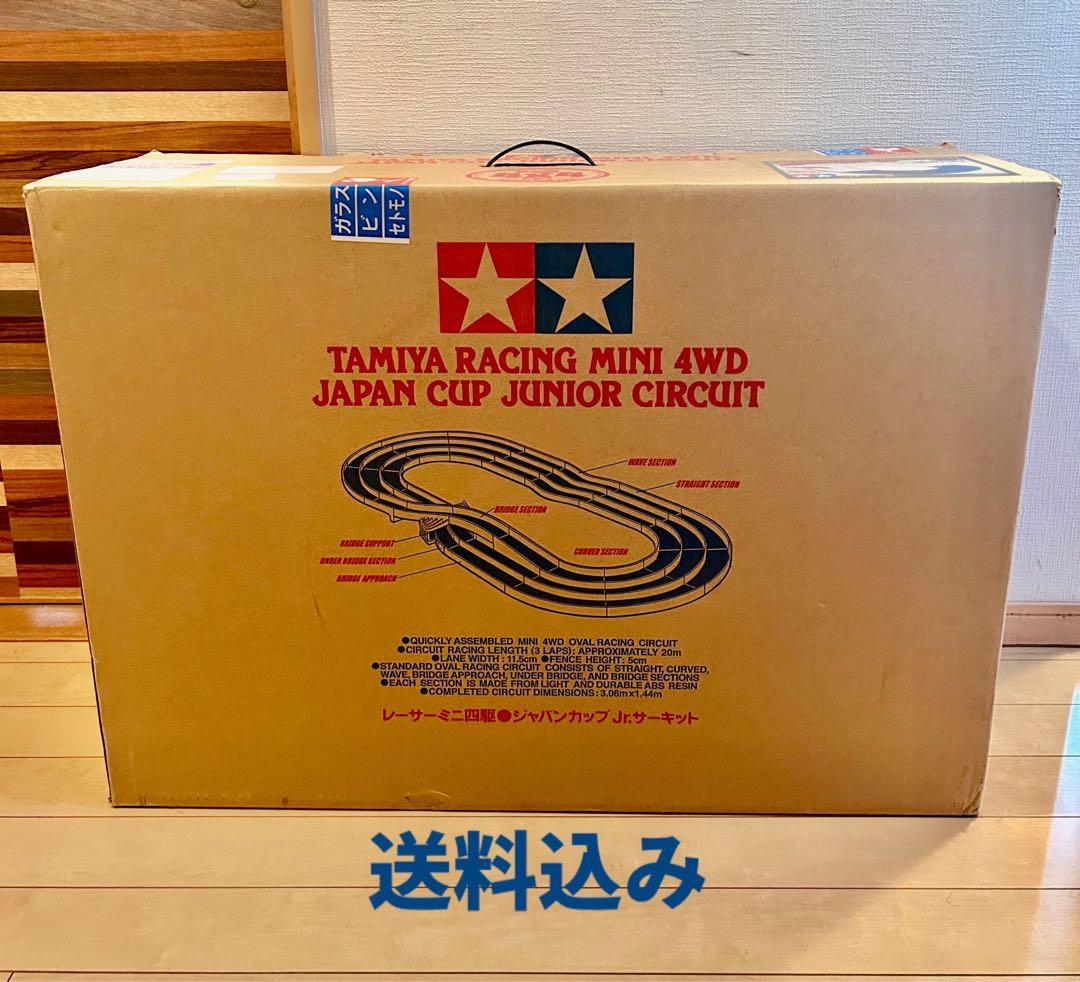 ガラス
ビン
セトモノ
TAMIYA RACING MINI 4WD
JAPAN CUP JUNIOR CIRCUIT
WAVE SECTION
STRAIGHT SECTION
BRIDGE SECTION
BRIDGE SUPPORT
CURVED SECTION
UNDER BRIDGE SECTION
BRIDGE APPROACH
●QUICKLY ASSEMBLED MINI 4WD OVAL RACING CIRCUIT
●CIRCUIT RACING LENGTH (3 LAPS): APPROXIMATELY 20m
●LANE WIDTH : 11.5cm ●FENCE HEIGHT: 5cm
●STANDARD OVAL RACING CIRCUIT CONSISTS OF STRAIGHT, CURVED,
WAVE, BRIDGE APPROACH, UNDER BRIDGE, AND BRIDGE SECTIONS
●EACH SECTION IS MADE FROM LIGHT AND DURABLE ABS RESIN
●COMPLETED CIRCUIT DIMENSIONS : 3.06m×1.44m
レーサーミニ四駆●ジャパンカップ Jr.サーキット
送料込み